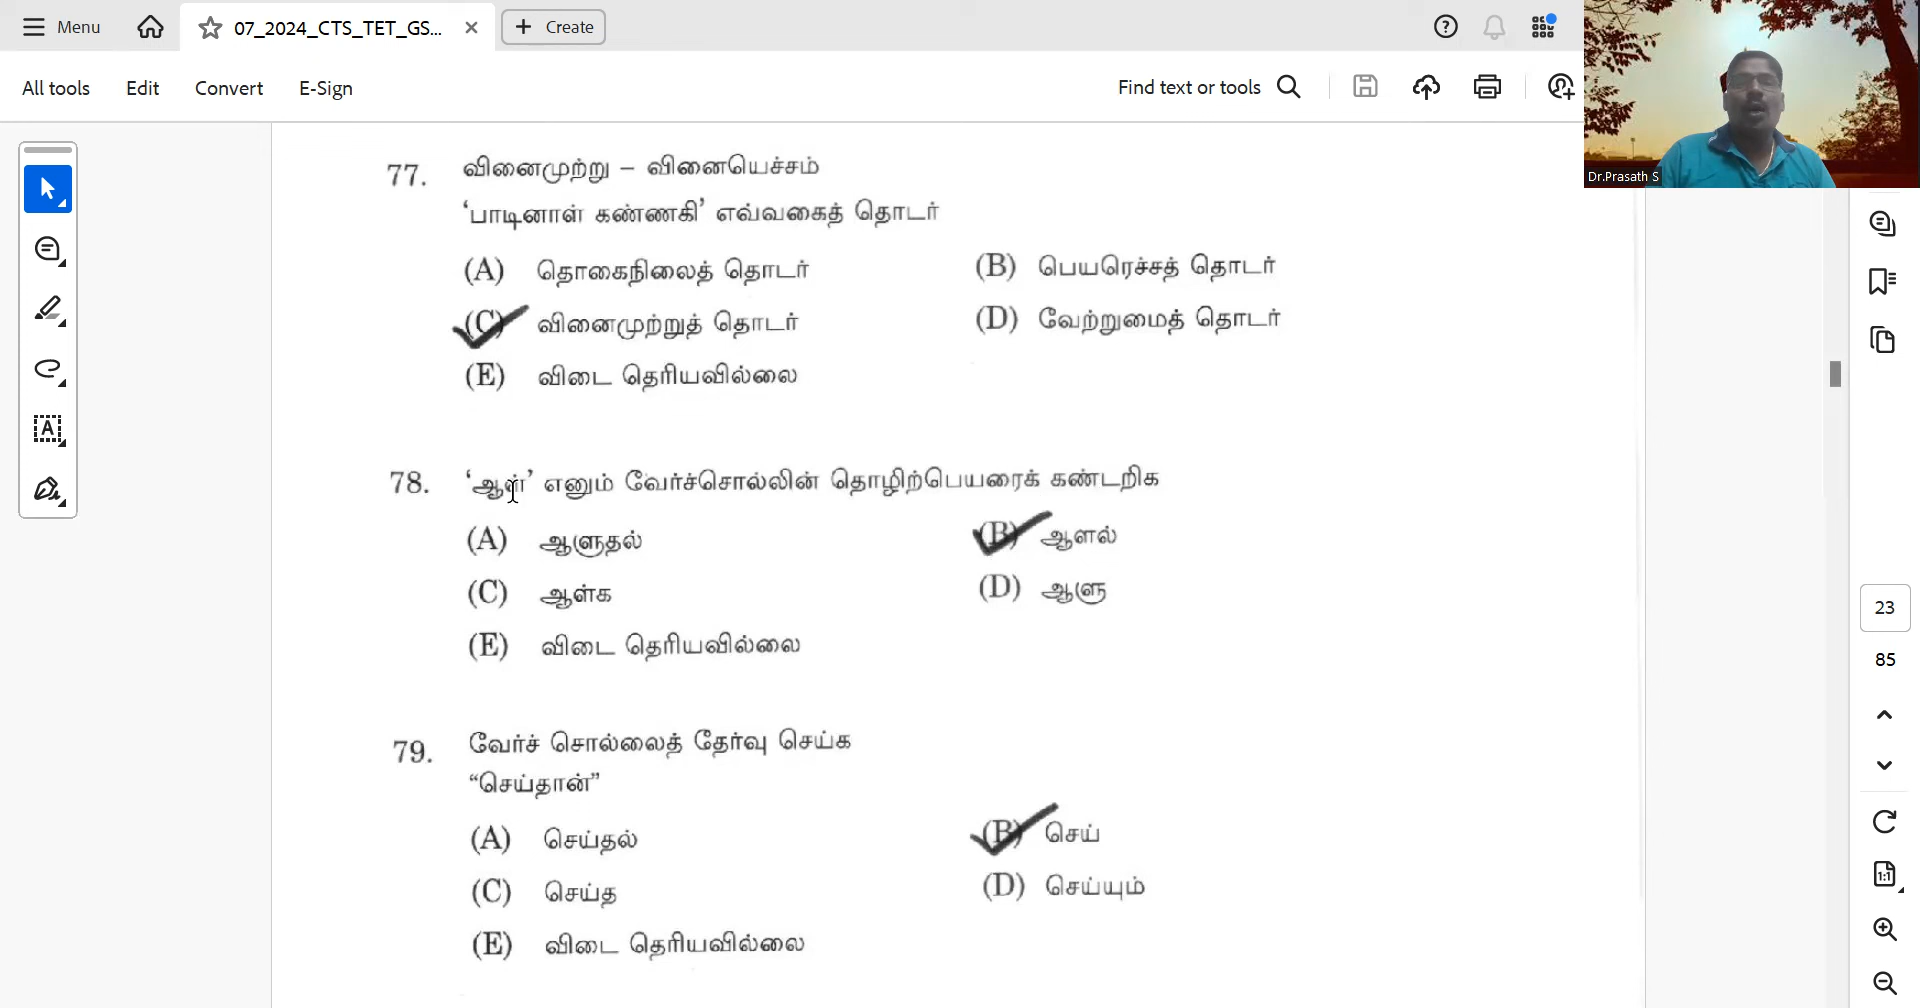 Menu
07_2024_CTS_TET_GS...
Create
All tools
Edit
Convert
E-Sign
Find text or tools
Dr.Prasath S
77. வினைமுற்று – வினையெச்சம்
‘பாடினாள் கண்ணகி’ எவ்வகைத் தொடர்
(A) தொகைநிலைத் தொடர்
(B) பெயரெச்சத் தொடர்
(C) வினைமுற்றுத் தொடர்
(D) வேற்றுமைத் தொடர்
(E) விடை தெரியவில்லை
78. ‘ஆள்’ எனும் வேர்ச்சொல்லின் தொழிற்பெயரைக் கண்டறிக
(A) ஆளுதல்
(B) ஆளல்
(C) ஆள்க
(D) ஆளு
(E) விடை தெரியவில்லை
79. வேர்ச் சொல்லைத் தேர்வு செய்க
“செய்தான்”
(A) செய்தல்
(B) செய்
(C) செய்த
(D) செய்யும்
(E) விடை தெரியவில்லை
23
85
1:1